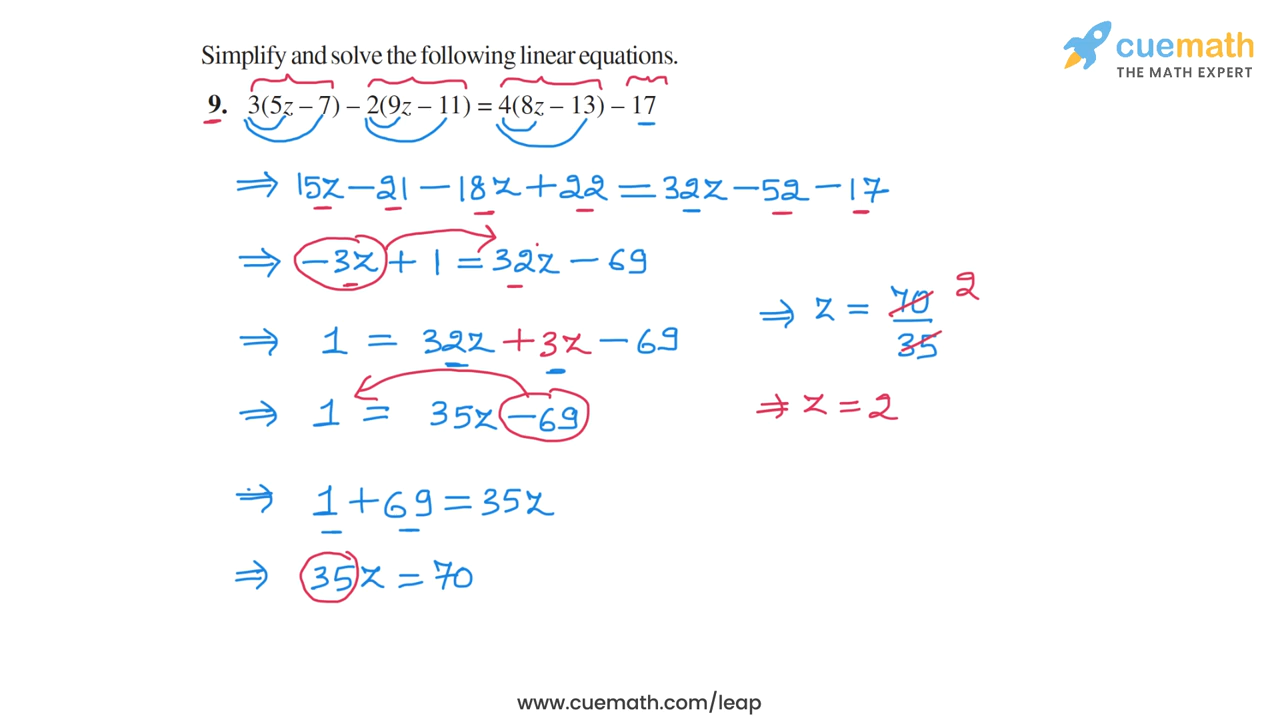 cuemath
THE MATH EXPERT
Simplify and solve the following linear equations.
9. 3(5z – 7) – 2(9z – 11) = 4(8z – 13) – 17
⇒ 15z – 21 – 18z + 22 = 32z – 52 – 17
⇒ –3z + 1 = 32z – 69
⇒ 1 = 32z + 3z – 69
⇒ 1 = 35z – 69
⇒ 1 + 69 = 35z
⇒ 35z = 70
⇒ z = 70/35 2
⇒ z = 2
www.cuemath.com/leap